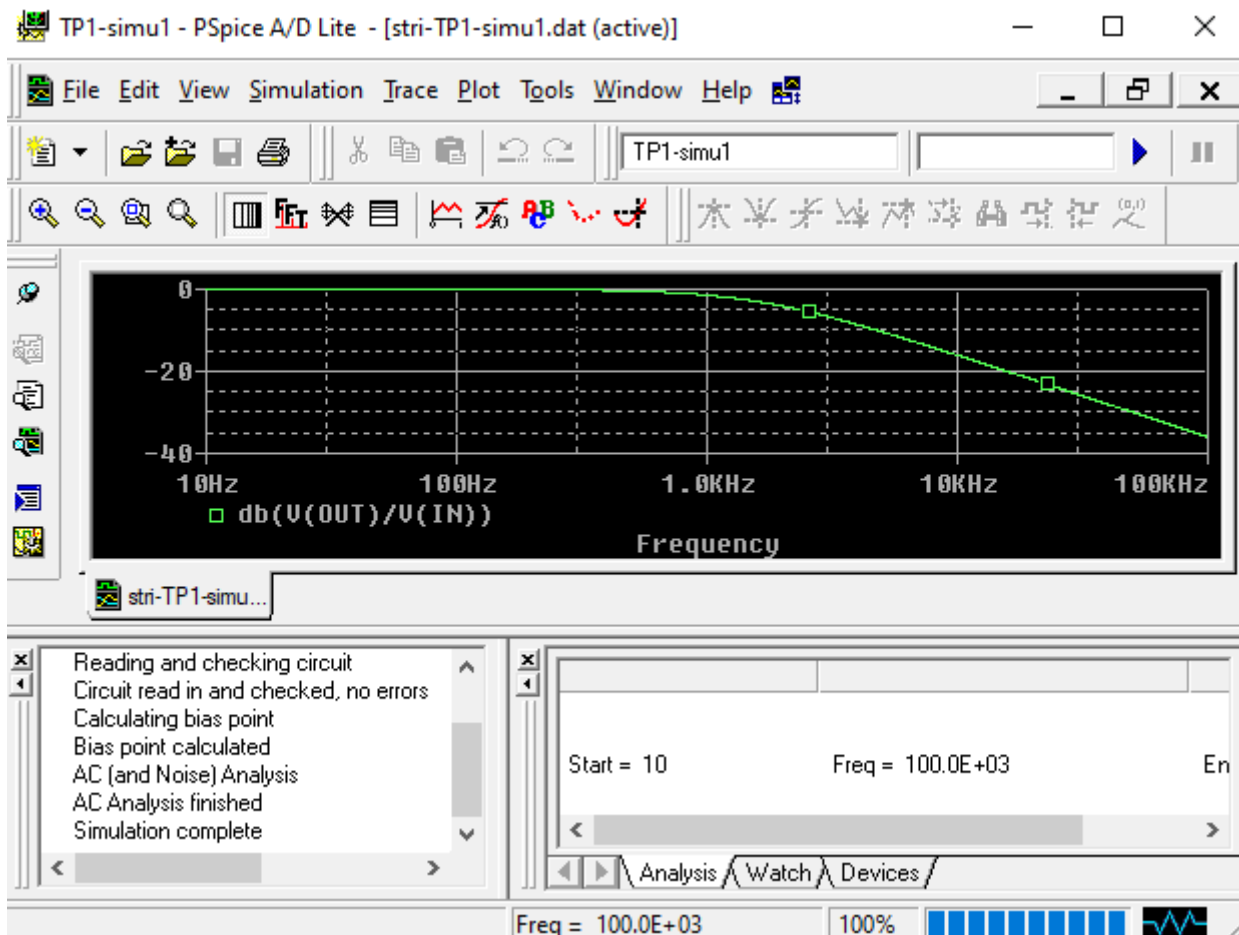 TP1-simu1 - PSpice A/D Lite - [stri-TP1-simu1.dat (active)]
File Edit View Simulation Trace Plot Tools Window Help
TP1-simu1
0
-20
-40
10Hz 100Hz 1.0KHz 10KHz 100KHz
db(V(OUT)/V(IN))
Frequency
stri-TP1-simu...
Reading and checking circuit
Circuit read in and checked, no errors
Calculating bias point
Bias point calculated
AC (and Noise) Analysis
AC Analysis finished
Simulation complete
Start = 10 Freq = 100.0E+03 En
Analysis Watch Devices
Freq = 100.0E+03 100%